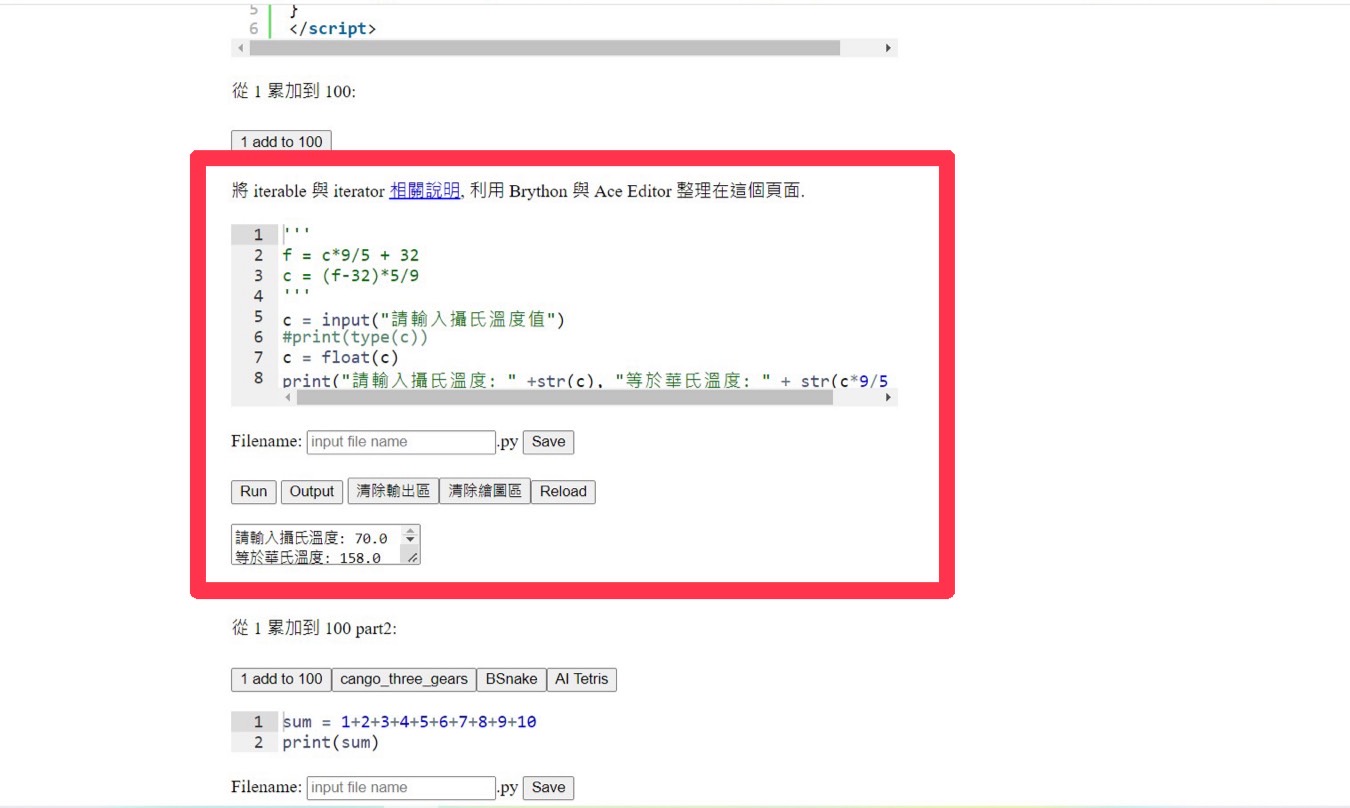 5 }
6 </script>
從 1 累加到 100:
1 add to 100
將 iterable 與 iterator 相關說明, 利用 Brython 與 Ace Editor 整理在這個頁面.
1 '''
2 f = c*9/5 + 32
3 c = (f-32)*5/9
4 '''
5 c = input("請輸入攝氏溫度值")
6 #print(type(c))
7 c = float(c)
8 print("請輸入攝氏溫度: " +str(c), "等於華氏溫度: " + str(c*9/5
Filename: input file name .py Save
Run Output 清除輸出區 清除繪圖區 Reload
請輸入攝氏溫度: 70.0
等於華氏溫度: 158.0
從 1 累加到 100 part2:
1 add to 100 cango_three_gears BSnake AI Tetris
1 sum = 1+2+3+4+5+6+7+8+9+10
2 print(sum)
Filename: input file name .py Save